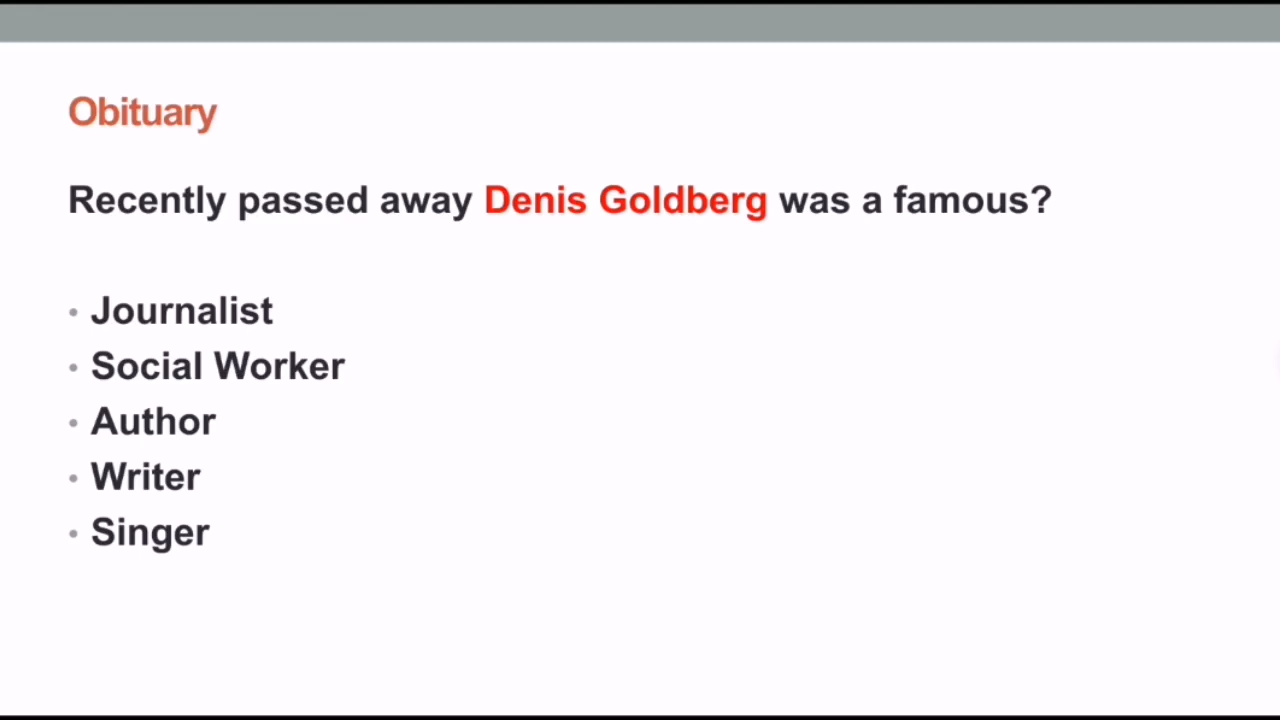 Obituary
Recently passed away Denis Goldberg was a famous?
• Journalist
• Social Worker
• Author
• Writer
• Singer